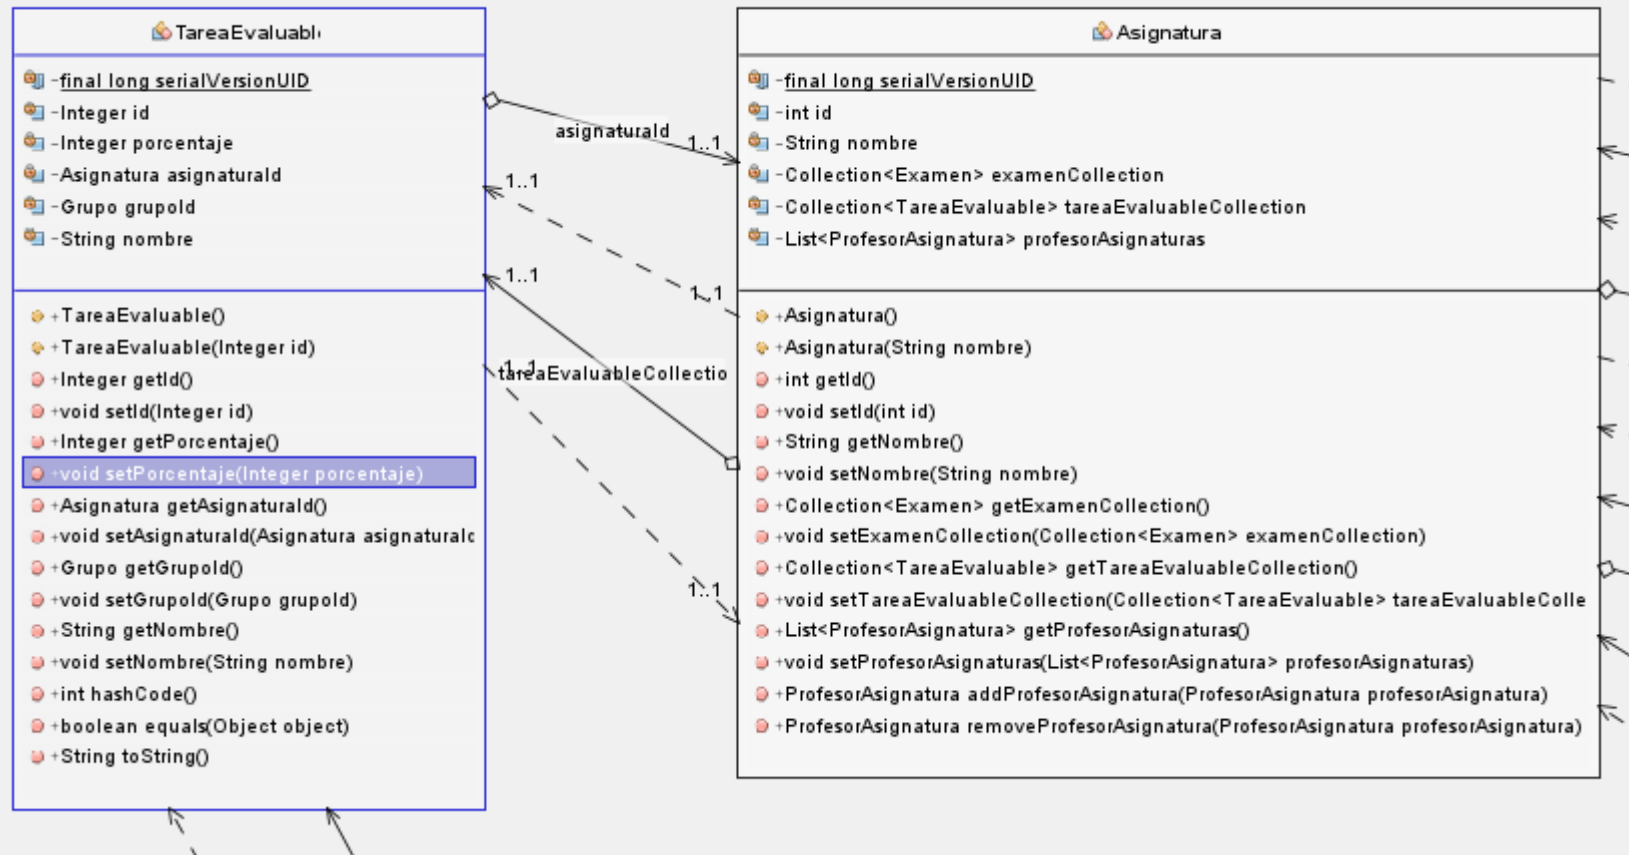 TareaEvaluabl
-final long serialVersionUID
-Integer id
-Integer porcentaje
-Asignatura asignaturaId
-Grupo grupoId
-String nombre
+TareaEvaluable()
+TareaEvaluable(Integer id)
+Integer getId()
+void setId(Integer id)
+Integer getPorcentaje()
+void setPorcentaje(Integer porcentaje)
+Asignatura getAsignaturaId()
+void setAsignaturaId(Asignatura asignaturaId
+Grupo getGrupoId()
+void setGrupoId(Grupo grupoId)
+String getNombre()
+void setNombre(String nombre)
+int hashCode()
+boolean equals(Object object)
+String toString()
asignaturaId
1..1
1..1
1..1
1..1
1..1
tareaEvaluableCollectio
1..1
Asignatura
-final long serialVersionUID
-int id
-String nombre
-Collection<Examen> examenCollection
-Collection<TareaEvaluable> tareaEvaluableCollection
-List<ProfesorAsignatura> profesorAsignaturas
+Asignatura()
+Asignatura(String nombre)
+int getId()
+void setId(int id)
+String getNombre()
+void setNombre(String nombre)
+Collection<Examen> getExamenCollection()
+void setExamenCollection(Collection<Examen> examenCollection)
+Collection<TareaEvaluable> getTareaEvaluableCollection()
+void setTareaEvaluableCollection(Collection<TareaEvaluable> tareaEvaluableColle
+List<ProfesorAsignatura> getProfesorAsignaturas()
+void setProfesorAsignaturas(List<ProfesorAsignatura> profesorAsignaturas)
+ProfesorAsignatura addProfesorAsignatura(ProfesorAsignatura profesorAsignatura)
+ProfesorAsignatura removeProfesorAsignatura(ProfesorAsignatura profesorAsignatura)